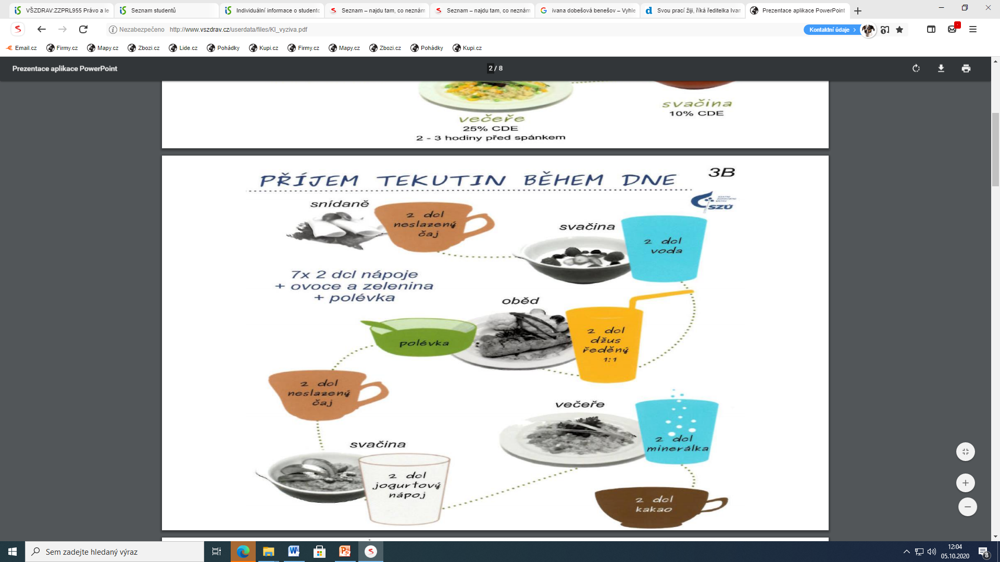 VŠZDRAV:ZZPRL955 Právo a le
Seznam studentů
Individuální informace o studento
Seznam – najdu tam, co neznám
Seznam – najdu tam, co neznám
ivana dobešová benešov – Vyhle
Svou prací žiji, říká ředitelka Ivan
Prezentace aplikace PowerPoint
Nezabezpečeno http://www.vszdrav.cz/userdata/files/KI_vyziva.pdf
Kontaktní údaje
Email.cz
Firmy.cz
Mapy.cz
Zbozi.cz
Lide.cz
Pohádky
Kupi.cz
Firmy.cz
Mapy.cz
Zbozi.cz
Pohádky
Kupi.cz
Prezentace aplikace PowerPoint
2 / 8
svačina
10% CDE
večeře
25% CDE
2 - 3 hodiny před spánkem
PŘÍJEM TEKUTIN BĚHEM DNE
3B
SZÚ
snídaně
2 dcl
neslazený
čaj
svačina
2 dcl
voda
7x 2 dcl nápoje
+ ovoce a zelenina
+ polévka
oběd
polévka
2 dcl
džus
ředěný
1:1
2 dcl
neslazený
čaj
večeře
2 dcl
minerálka
svačina
2 dcl
jogurtový
nápoj
2 dcl
kakao
Sem zadejte hledaný výraz
12:04
05.10.2020
8